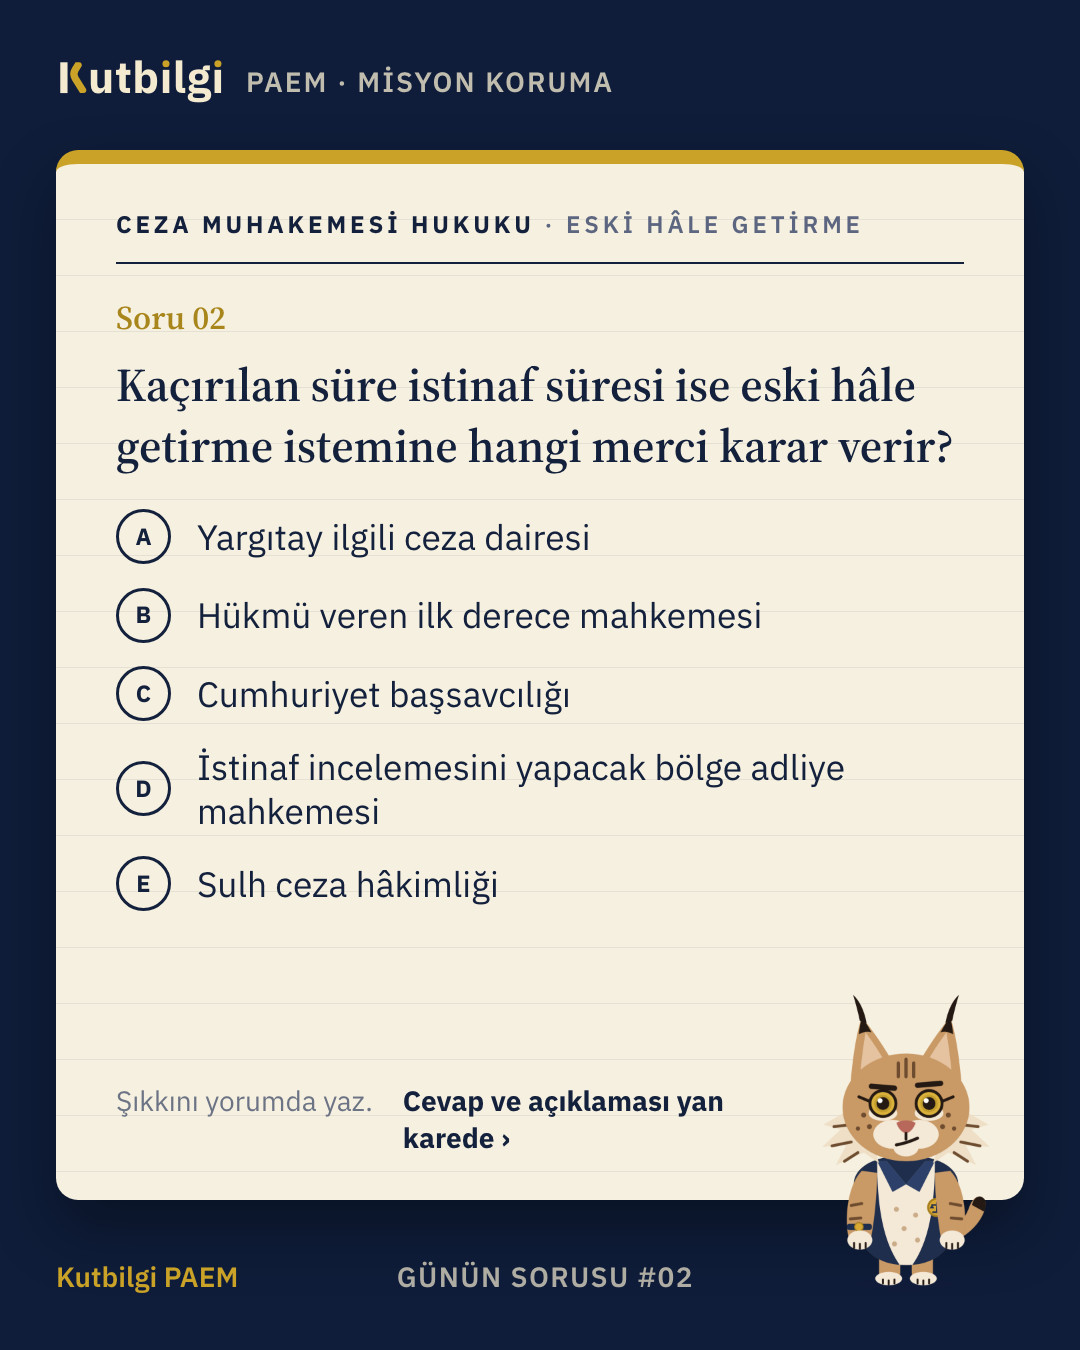 Kutbilgi PAEM · MİSYON KORUMA
CEZA MUHAKEMESİ HUKUKU · ESKİ HÂLE GETİRME
Soru 02
Kaçırılan süre istinaf süresi ise eski hâle
getirme istemine hangi merci karar verir?
A Yargıtay ilgili ceza dairesi
B Hükmü veren ilk derece mahkemesi
C Cumhuriyet başsavcılığı
D İstinaf incelemesini yapacak bölge adliye
mahkemesi
E Sulh ceza hâkimliği
Şıkkını yorumda yaz. Cevap ve açıklaması yan
karede ›
Kutbilgi PAEM GÜNÜN SORUSU #02